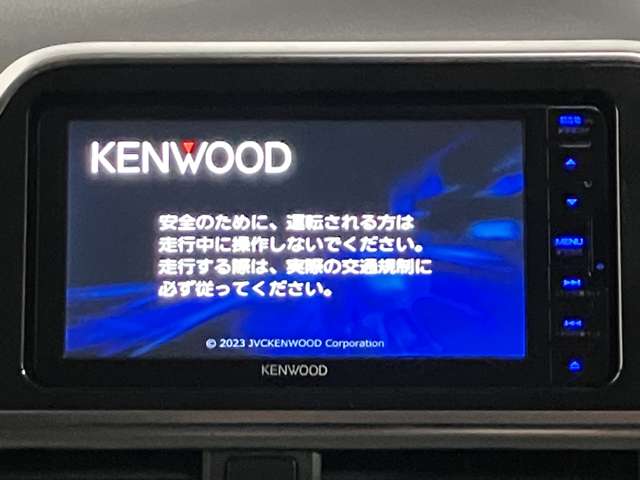 KENWOOD
安全のために、運転される方は
走行中に操作しないでください。
走行する際は、実際の交通規制に
必ず従ってください。
© 2023 JVCKENWOOD Corporation
KENWOOD
MENU